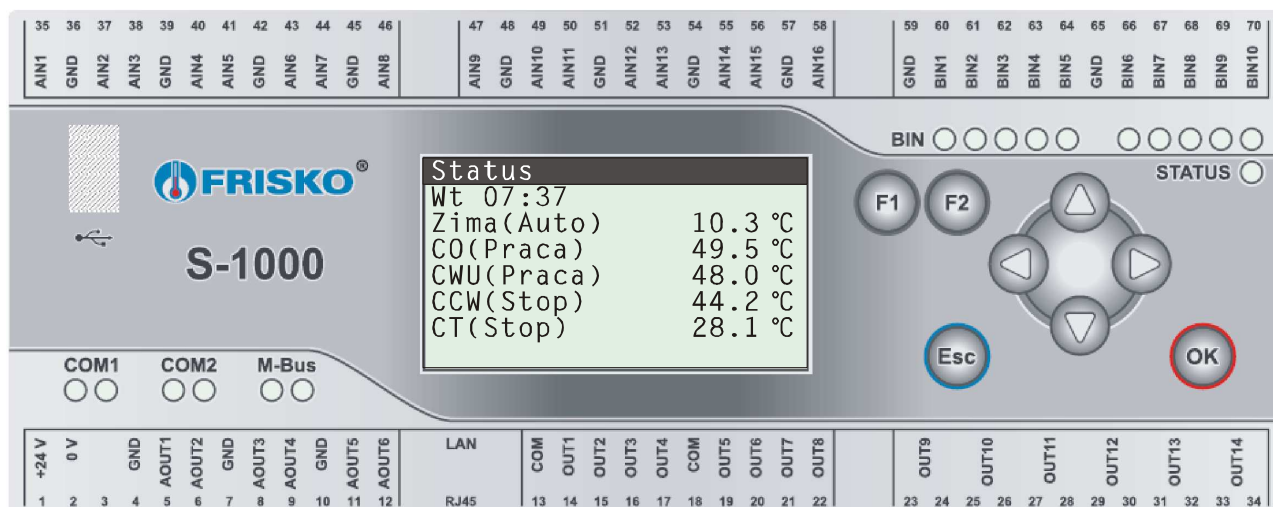 35 36 37 38 39 40 41 42 43 44 45 46 47 48 49 50 51 52 53 54 55 56 57 58 59 60 61 62 63 64 65 66 67 68 69 70
AIN1 GND AIN2 AIN3 GND AIN4 AIN5 GND AIN6 AIN7 GND AIN8 AIN9 GND AIN10 AIN11 GND AIN12 AIN13 GND AIN14 AIN15 GND AIN16 GND BIN1 BIN2 BIN3 BIN4 BIN5 GND BIN6 BIN7 BIN8 BIN9 BIN10
BIN
STATUS
FRISKO®
S-1000
Status
Wt 07:37
Zima(Auto) 10.3 °C
CO(Praca) 49.5 °C
CWU(Praca) 48.0 °C
CCW(Stop) 44.2 °C
CT(Stop) 28.1 °C
F1 F2
Esc OK
COM1 COM2 M-Bus
+24 V 0 V GND AOUT1 AOUT2 GND AOUT3 AOUT4 GND AOUT5 AOUT6 LAN COM OUT1 OUT2 OUT3 OUT4 COM OUT5 OUT6 OUT7 OUT8 OUT9 OUT10 OUT11 OUT12 OUT13 OUT14
1 2 3 4 5 6 7 8 9 10 11 12 RJ45 13 14 15 16 17 18 19 20 21 22 23 24 25 26 27 28 29 30 31 32 33 34